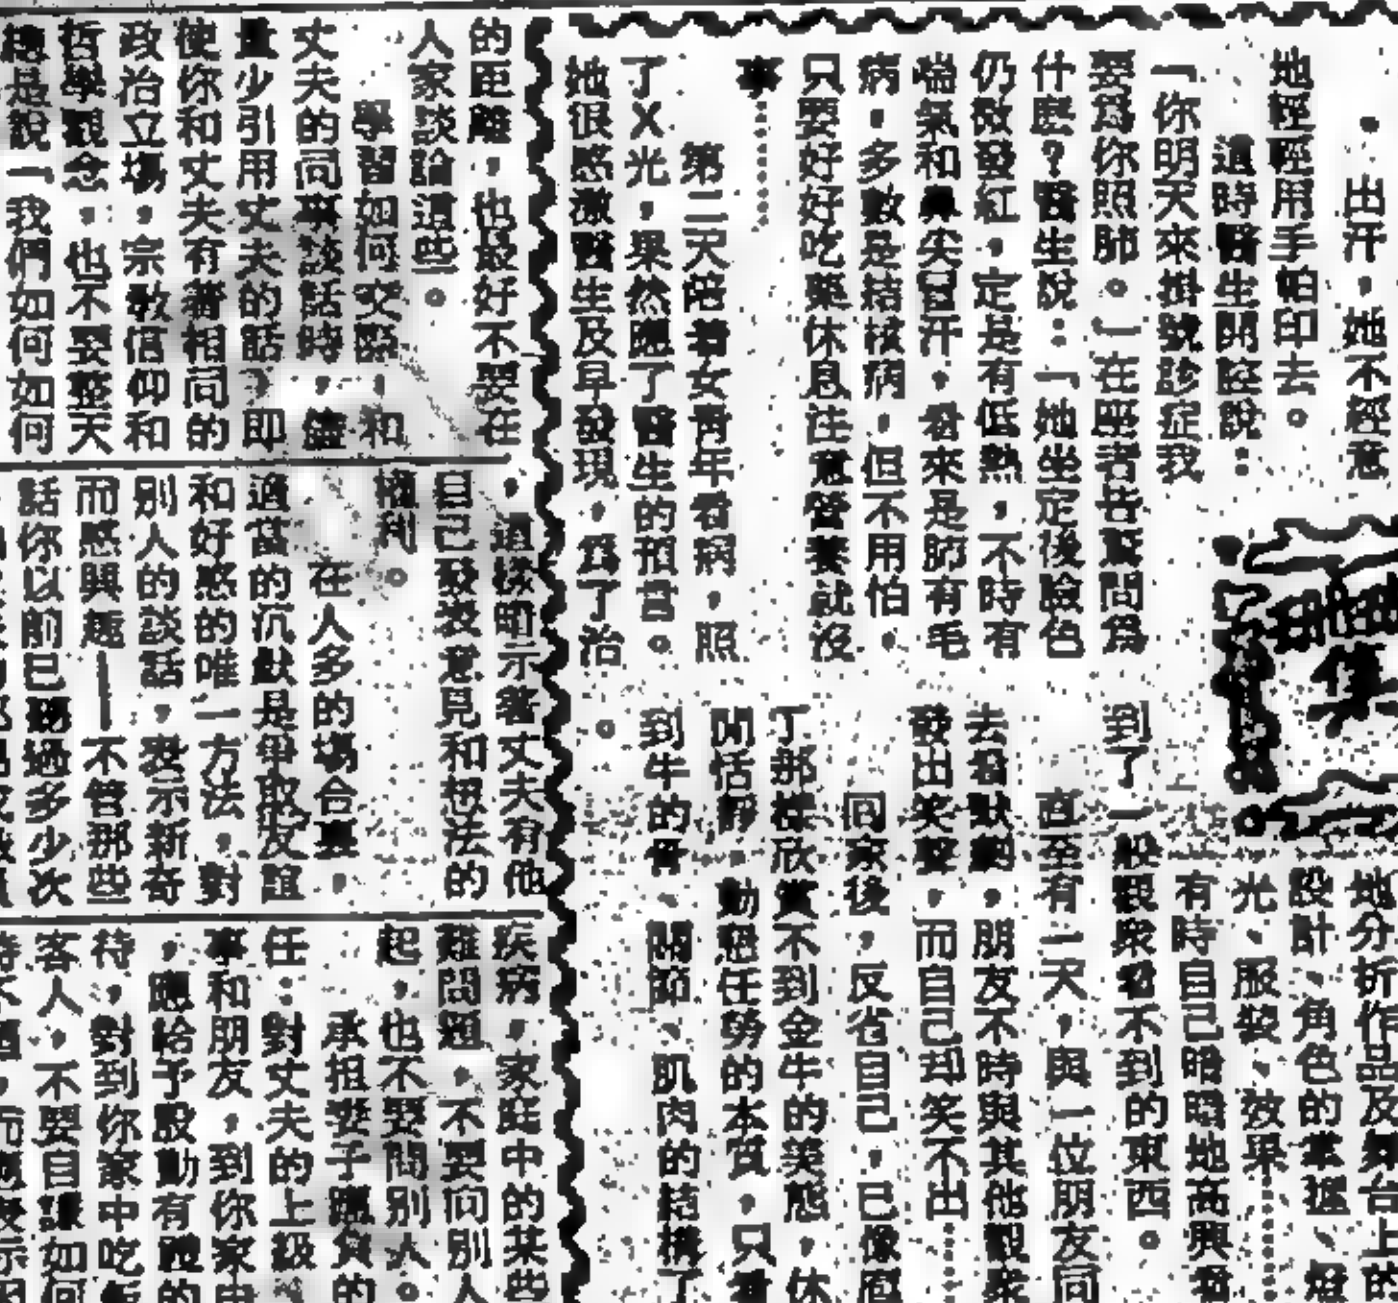 。出汗，她不經意
地輕輕用手帕印去。
這時醫生開腔說：
「你明天來掛號診症我
要爲你照肺。」在座者甚驚問爲
什麼？醫生說：「她坐定後臉色
仍微發紅，定是有低熱，不時有
喘氣和鼻尖冒汗，看來是肺有毛
病，多數是結核病，但不用怕，
只要好好吃藥休息注意營養就沒
事……
第二天陪着女青年看病，照
了X光，果然應了醫生的預言。
她很感激醫生及早發現，爲了治
地分析作品及舞台上的
設計、角色的掌握、燈
光、服裝、效果……
有時自己暗暗地高興看
到了一般觀衆看不到的東西。
直至有一天，與一位朋友同
去看默劇，朋友不時與其他觀衆
發出笑聲，而自己却笑不出……
回家後，反省自己，已像庖
丁那樣欣賞不到金牛的美態，休
閒恬靜，勤懇任勞的本質，只看
到牛的骨、關節、肌肉的結構了
。
的距離，也最好不要在
人家談論這些。
學習如何交際，和
丈夫的同事談話時，儘
量少引用丈夫的話，即
使你和丈夫有着相同的
政治立場，宗教信仰和
哲學觀念，也不要整天
總是說「我們如何如何
，這樣暗示著丈夫有他
自己發表意見和想法的
權利。
在人多的場合裏，
適當的沉默是爭取友誼
和好感的唯一方法，對
別人的談話，表示新奇
而感興趣——不管那些
話你以前已聽過多少次
疾病，家庭中的某些
難問題，不要向別人
起，也不要問別人。
承担妻子職負的
任：對丈夫的上級
事和朋友，到你家中
，應給予殷勤有禮的
待，對到你家中吃飯
客人，不要自謙如何